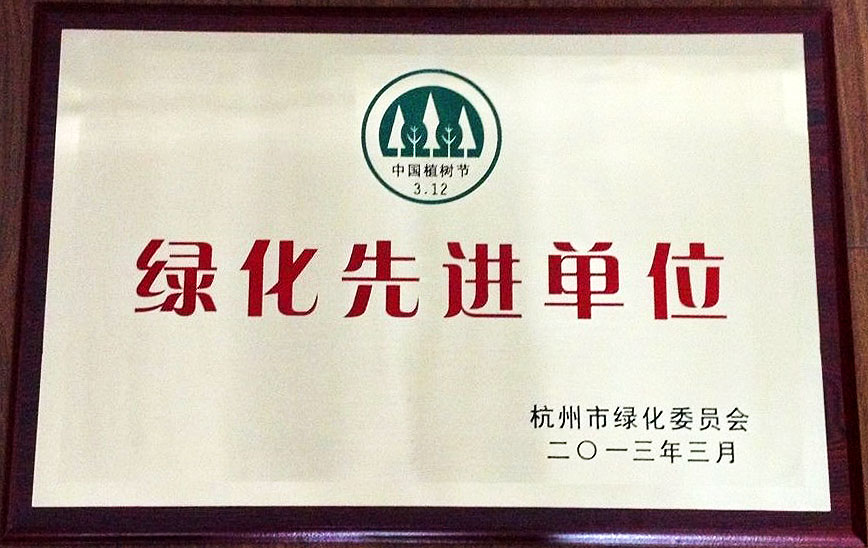 中国植树节
3.12
绿化先进单位
杭州市绿化委员会
二〇一三年三月